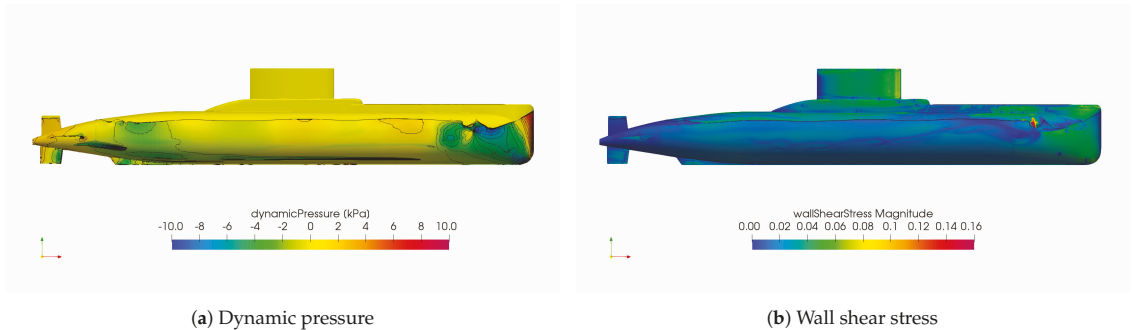 dynamicPressure (kPa)
-10.0 -8 -6 -4 -2 0 2 4 6 8 10.0
wallShearStress Magnitude
0.00 0.02 0.04 0.06 0.08 0.1 0.12 0.14 0.16
(a) Dynamic pressure
(b) Wall shear stress